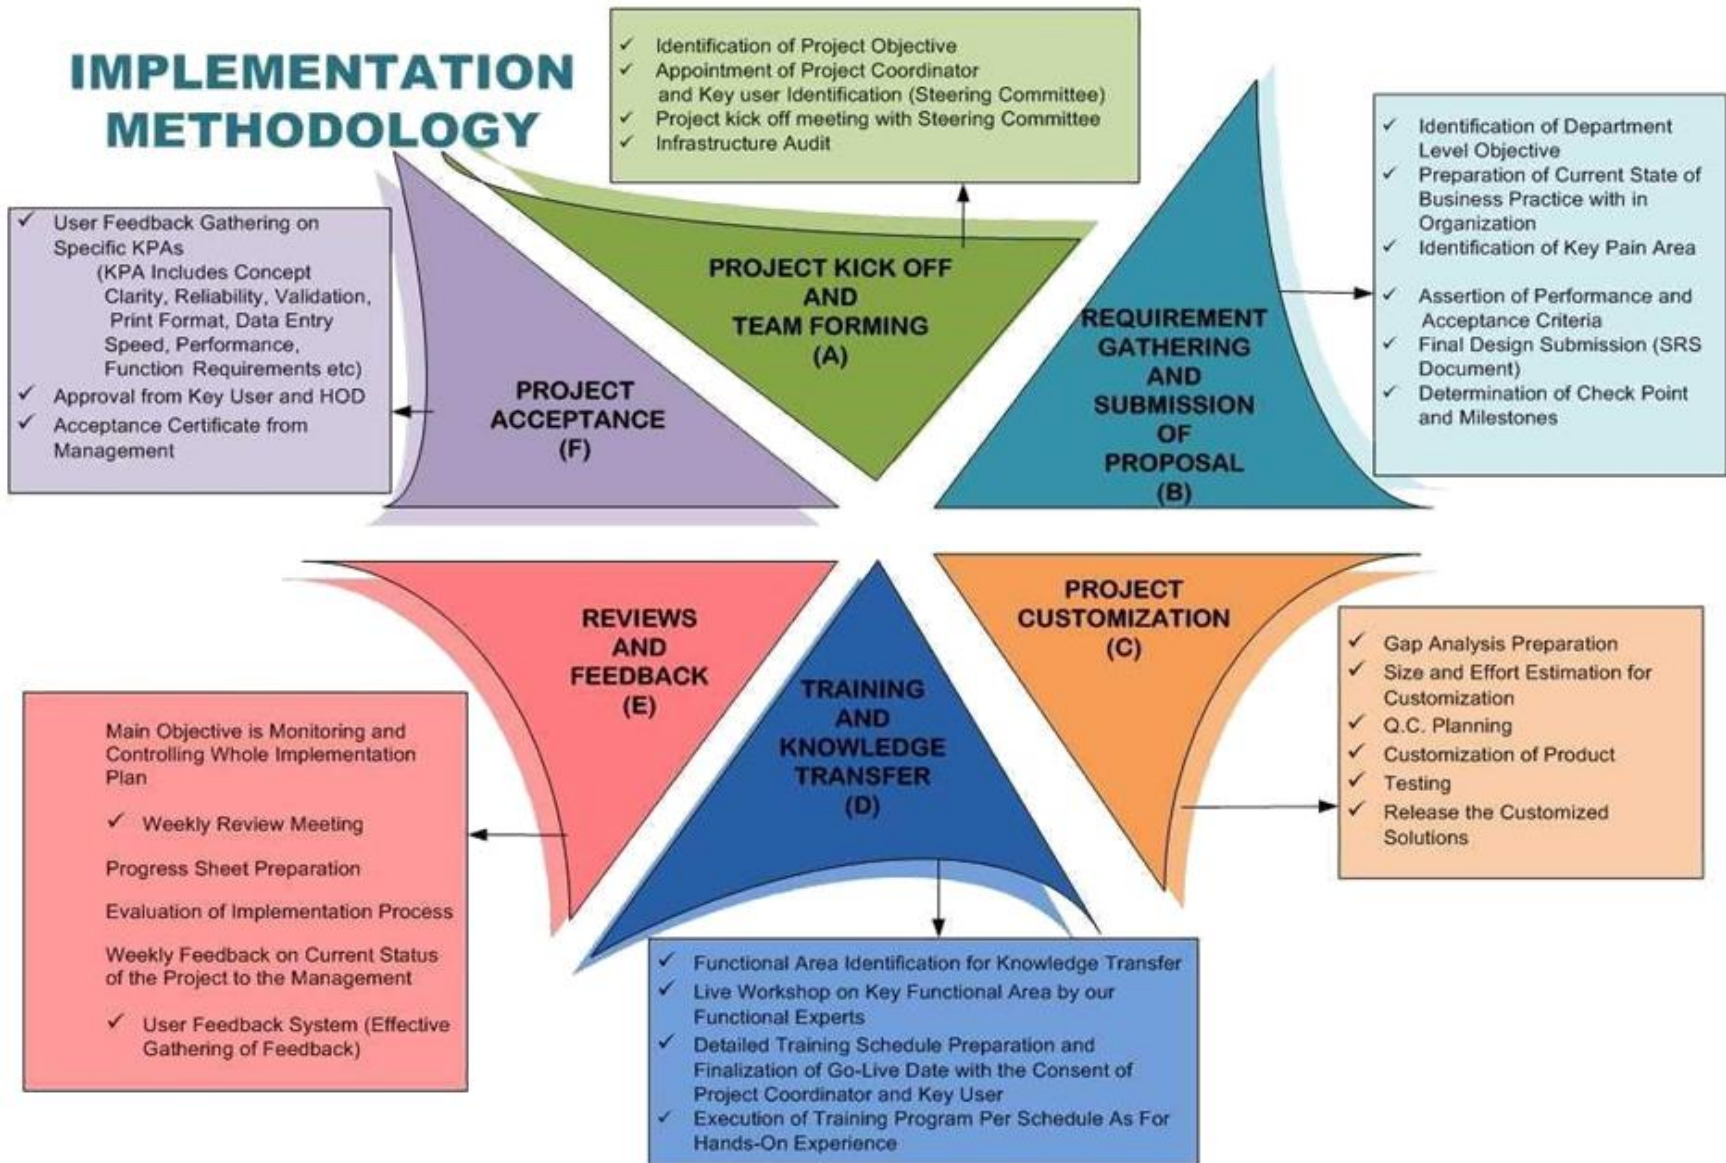 IMPLEMENTATION
METHODOLOGY
✓ Identification of Project Objective
✓ Appointment of Project Coordinator
and Key user Identification (Steering Committee)
✓ Project kick off meeting with Steering Committee
✓ Infrastructure Audit
PROJECT KICK OFF
AND
TEAM FORMING
(A)
REQUIREMENT
GATHERING
AND
SUBMISSION
OF
PROPOSAL
(B)
✓ Identification of Department
Level Objective
✓ Preparation of Current State of
Business Practice with in
Organization
✓ Identification of Key Pain Area
✓ Assertion of Performance and
Acceptance Criteria
✓ Final Design Submission (SRS
Document)
✓ Determination of Check Point
and Milestones
PROJECT
CUSTOMIZATION
(C)
✓ Gap Analysis Preparation
✓ Size and Effort Estimation for
Customization
✓ Q.C. Planning
✓ Customization of Product
✓ Testing
✓ Release the Customized
Solutions
TRAINING
AND
KNOWLEDGE
TRANSFER
(D)
✓ Functional Area Identification for Knowledge Transfer
✓ Live Workshop on Key Functional Area by our
Functional Experts
✓ Detailed Training Schedule Preparation and
Finalization of Go-Live Date with the Consent of
Project Coordinator and Key User
✓ Execution of Training Program Per Schedule As For
Hands-On Experience
REVIEWS
AND
FEEDBACK
(E)
Main Objective is Monitoring and
Controlling Whole Implementation
Plan
✓ Weekly Review Meeting
Progress Sheet Preparation
Evaluation of Implementation Process
Weekly Feedback on Current Status
of the Project to the Management
✓ User Feedback System (Effective
Gathering of Feedback)
PROJECT
ACCEPTANCE
(F)
✓ User Feedback Gathering on
Specific KPAs
(KPA Includes Concept
Clarity, Reliability, Validation,
Print Format, Data Entry
Speed, Performance,
Function Requirements etc)
✓ Approval from Key User and HOD
✓ Acceptance Certificate from
Management